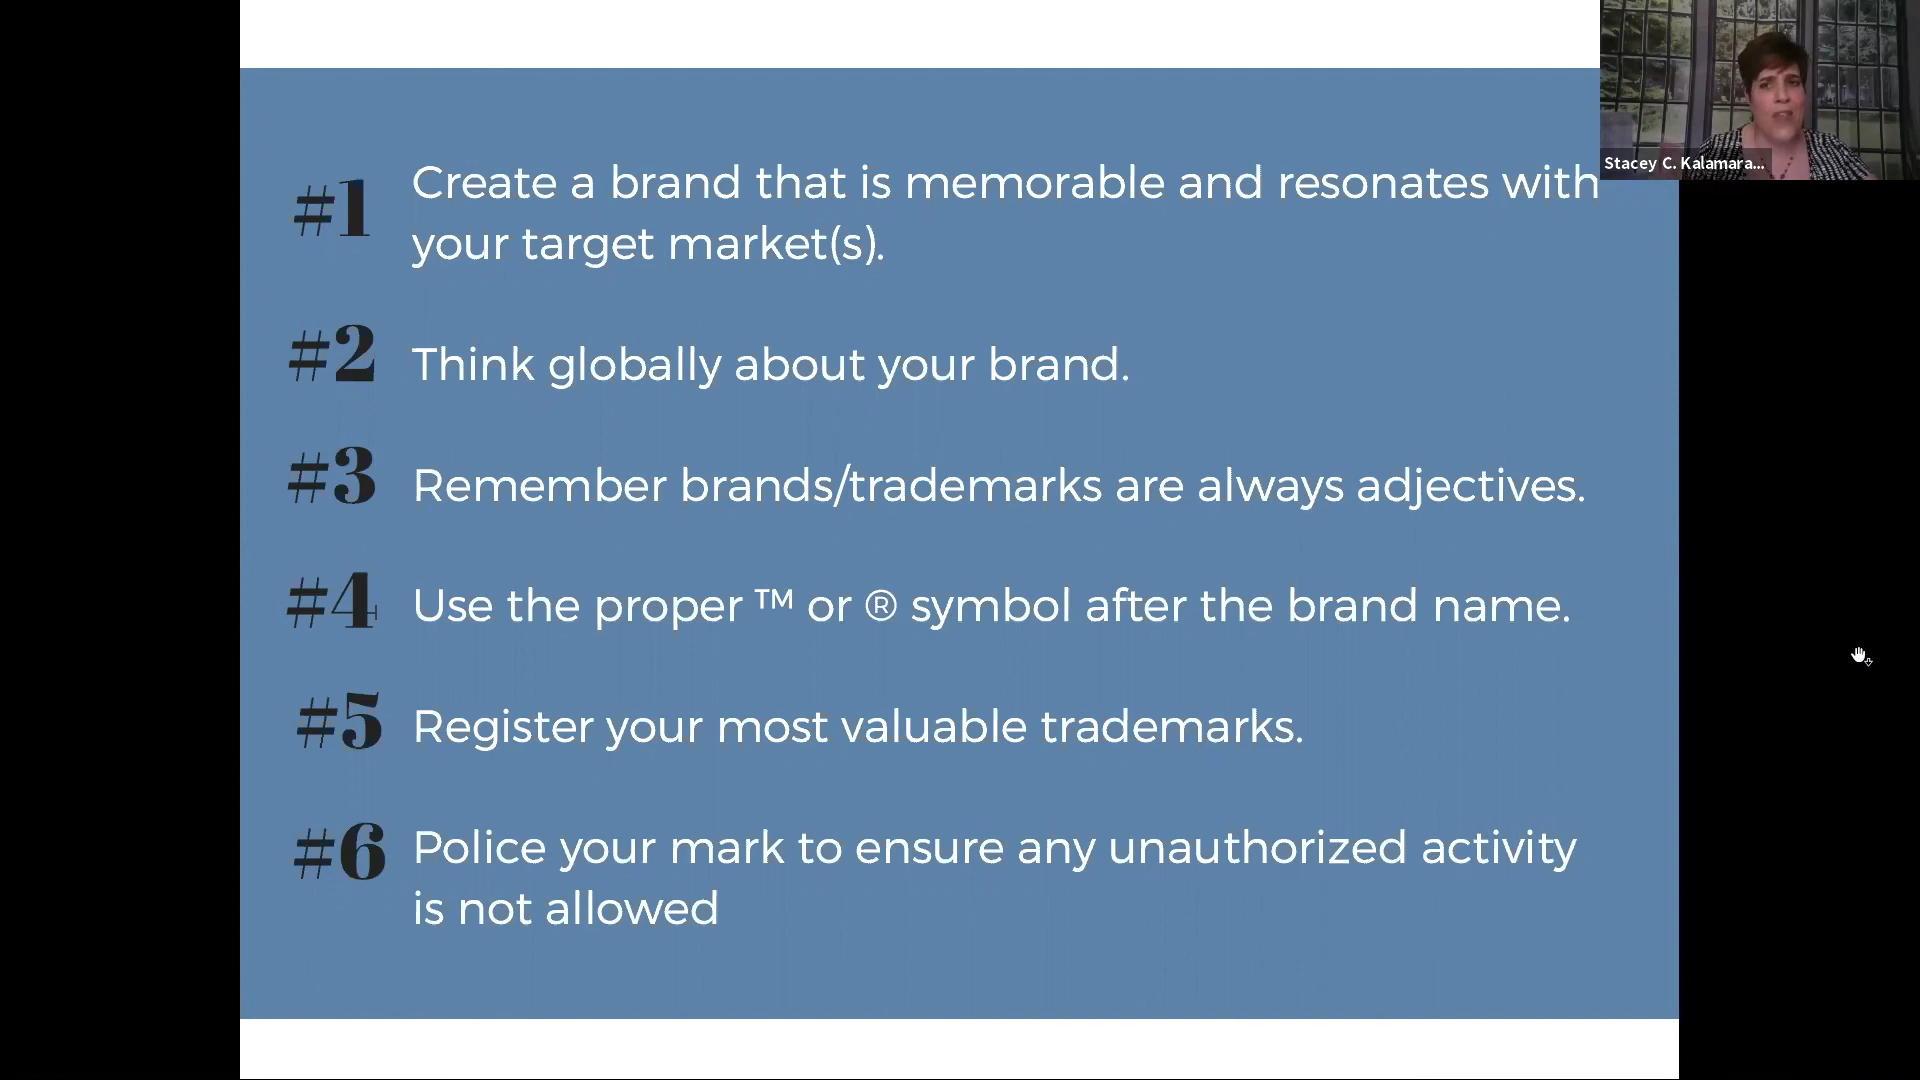 #1 Create a brand that is memorable and resonates with
your target market(s).
#2 Think globally about your brand.
#3 Remember brands/trademarks are always adjectives.
#4 Use the proper ™ or ® symbol after the brand name.
#5 Register your most valuable trademarks.
#6 Police your mark to ensure any unauthorized activity
is not allowed
Stacey C. Kalamara...